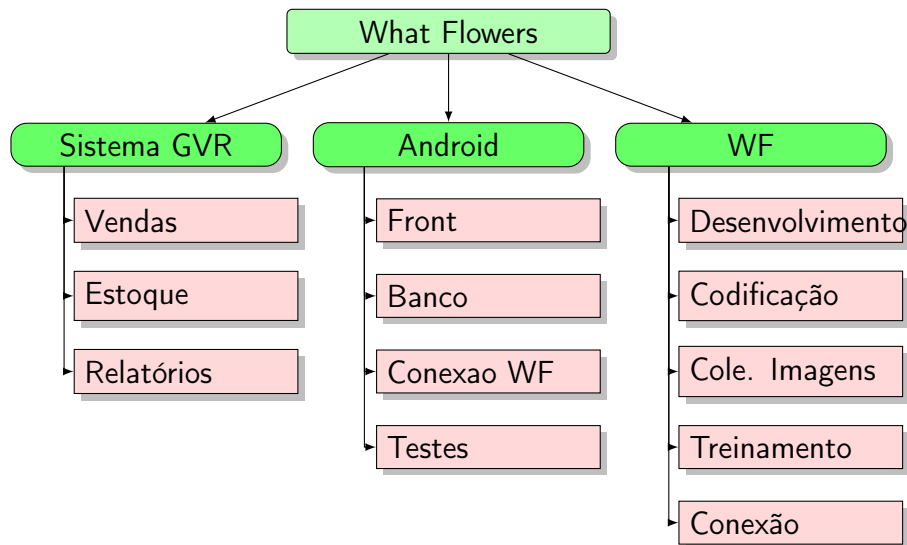 What Flowers
Sistema GVR
Android
WF
Vendas
Estoque
Relatórios
Front
Banco
Conexao WF
Testes
Desenvolvimento
Codificação
Cole. Imagens
Treinamento
Conexão